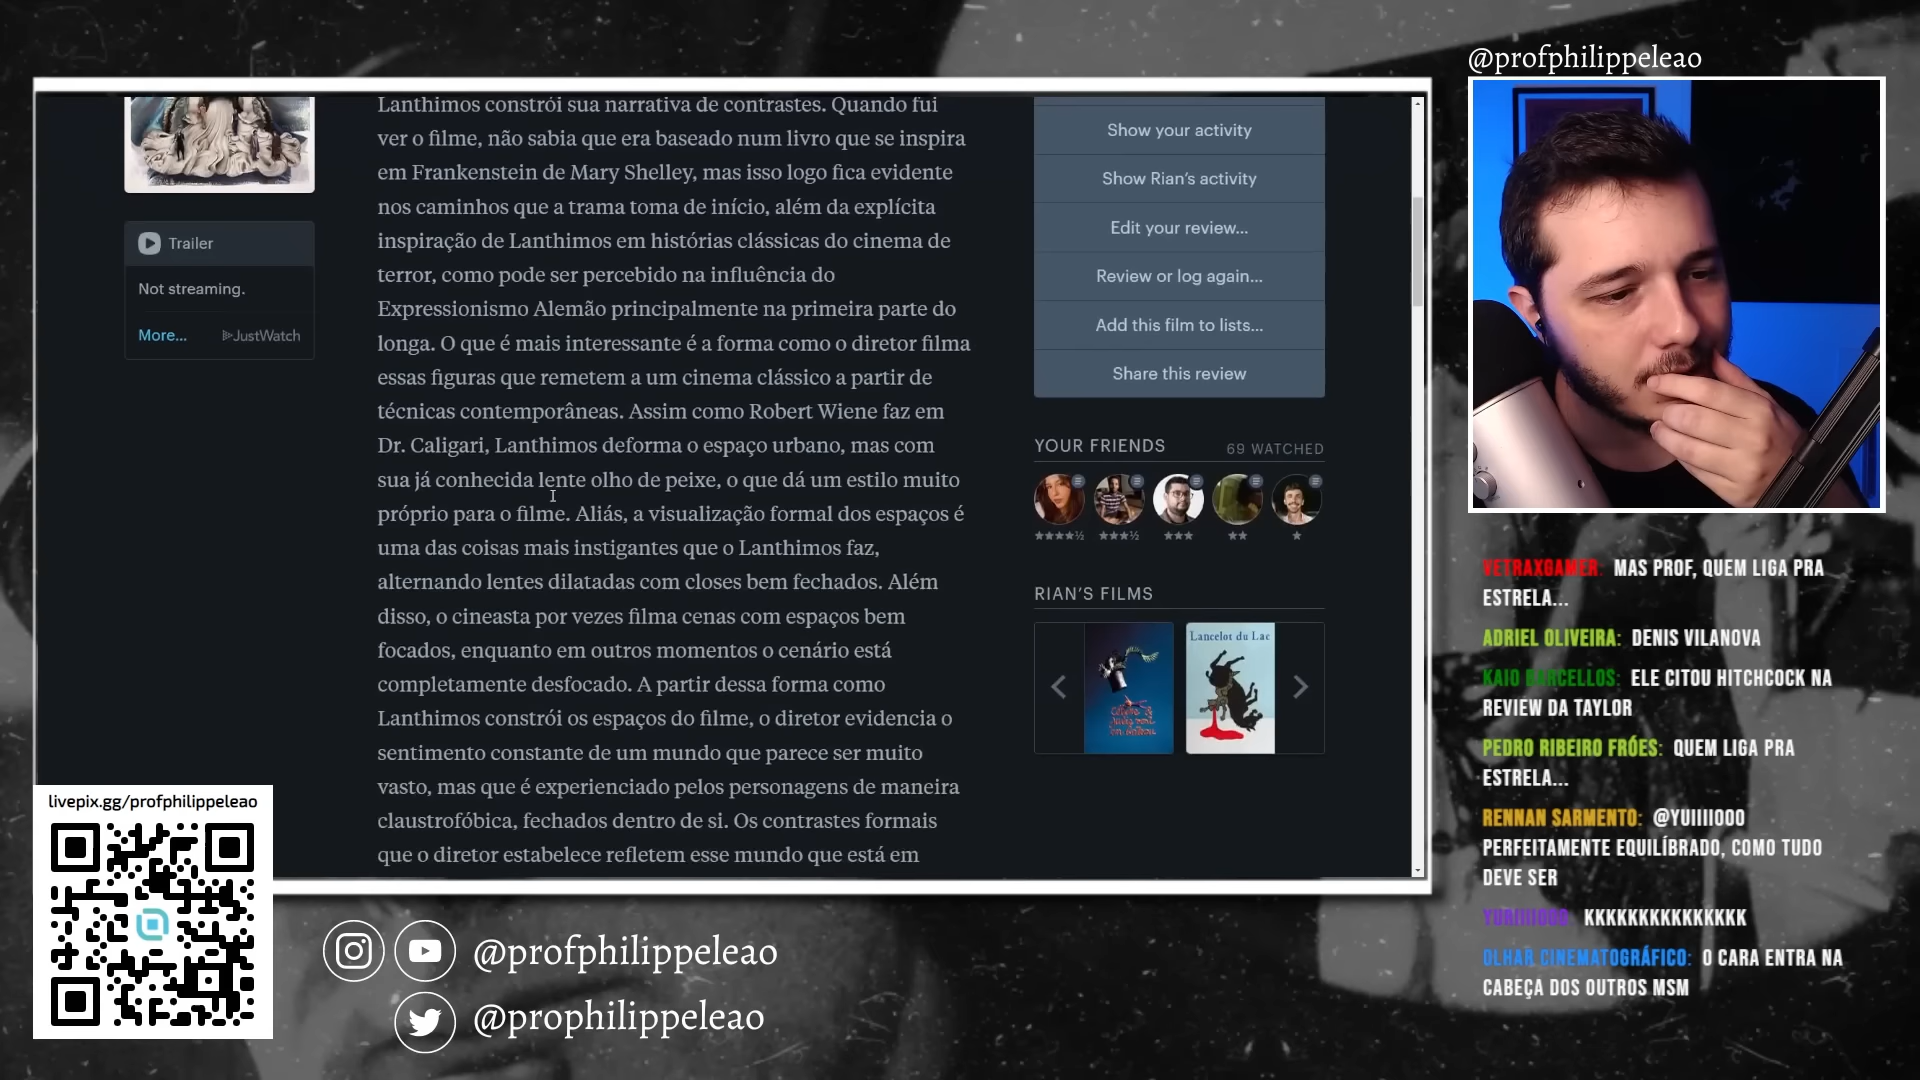 @profphilippeleao
Lanthimos constrói sua narrativa de contrastes. Quando fui
ver o filme, não sabia que era baseado num livro que se inspira
em Frankenstein de Mary Shelley, mas isso logo fica evidente
nos caminhos que a trama toma de início, além da explícita
inspiração de Lanthimos em histórias clássicas do cinema de
terror, como pode ser percebido na influência do
Expressionismo Alemão principalmente na primeira parte do
longa. O que é mais interessante é a forma como o diretor filma
essas figuras que remetem a um cinema clássico a partir de
técnicas contemporâneas. Assim como Robert Wiene faz em
Dr. Caligari, Lanthimos deforma o espaço urbano, mas com
sua já conhecida lente olho de peixe, o que dá um estilo muito
próprio para o filme. Aliás, a visualização formal dos espaços é
uma das coisas mais instigantes que o Lanthimos faz,
alternando lentes dilatadas com closes bem fechados. Além
disso, o cineasta por vezes filma cenas com espaços bem
focados, enquanto em outros momentos o cenário está
completamente desfocado. A partir dessa forma como
Lanthimos constrói os espaços do filme, o diretor evidencia o
sentimento constante de um mundo que parece ser muito
vasto, mas que é experienciado pelos personagens de maneira
claustrofóbica, fechados dentro de si. Os contrastes formais
que o diretor estabelece refletem esse mundo que está em
Trailer
Not streaming.
More...
JustWatch
Show your activity
Show Rian's activity
Edit your review...
Review or log again...
Add this film to lists...
Share this review
YOUR FRIENDS
69 WATCHED
★★★★½
★★★½
★★★
★★
★
RIAN'S FILMS
Lancelot du Lac
livepix.gg/profphilippeleao
@profphilippeleao
@prophilippeleao
VETRAXGAMER: MAS PROF, QUEM LIGA PRA
ESTRELA...
ADRIEL OLIVEIRA: DENIS VILANOVA
KAIO BARCELLOS: ELE CITOU HITCHCOCK NA
REVIEW DA TAYLOR
PEDRO RIBEIRO FRÓES: QUEM LIGA PRA
ESTRELA...
RENNAN SARMENTO: @YUIIIIOOO
PERFEITAMENTE EQUILÍBRADO, COMO TUDO
DEVE SER
KKKKKKKKKKKKKKK
OLHAR CINEMATOGRÁFICO: O CARA ENTRA NA
CABEÇA DOS OUTROS MSM